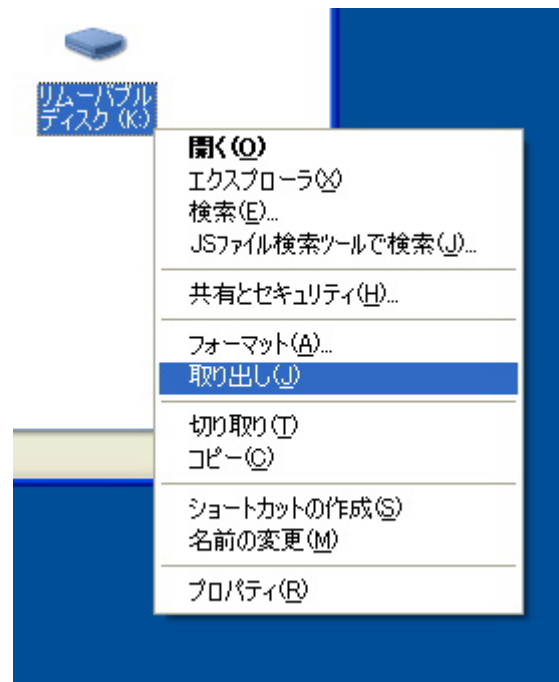 リムーバブル
ディスク (K:)
開く(O)
エクスプローラ(X)
検索(E)...
JSファイル検索ツールで検索(J)...
共有とセキュリティ(H)...
フォーマット(A)...
取り出し(J)
切り取り(T)
コピー(C)
ショートカットの作成(S)
名前の変更(M)
プロパティ(R)